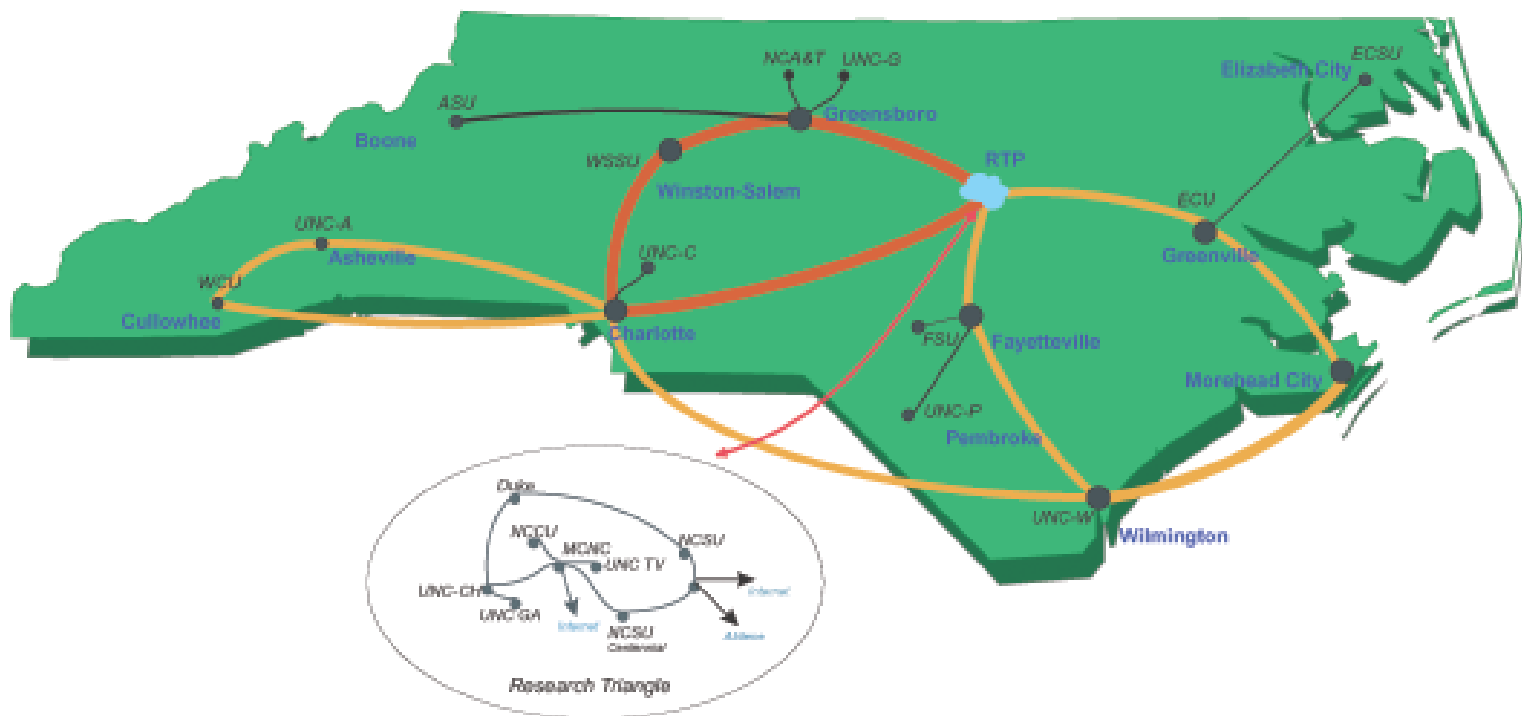 NCA&T
UNC-G
ECSU
Elizabeth City
ASU
Greensboro
Boone
WSSU
RTP
Winston-Salem
ECU
UNC-A
UNC-C
Asheville
Greenville
WCU
Cullowhee
Charlotte
FSU
Fayetteville
Morehead City
UNC-P
Pembroke
UNC-W
Wilmington
Duke
NCCU
MCNC
NCSU
UNC TV
UNC-CH
Internet
UNC GA
Internet
NCSU
Centennial
Abilene
Research Triangle